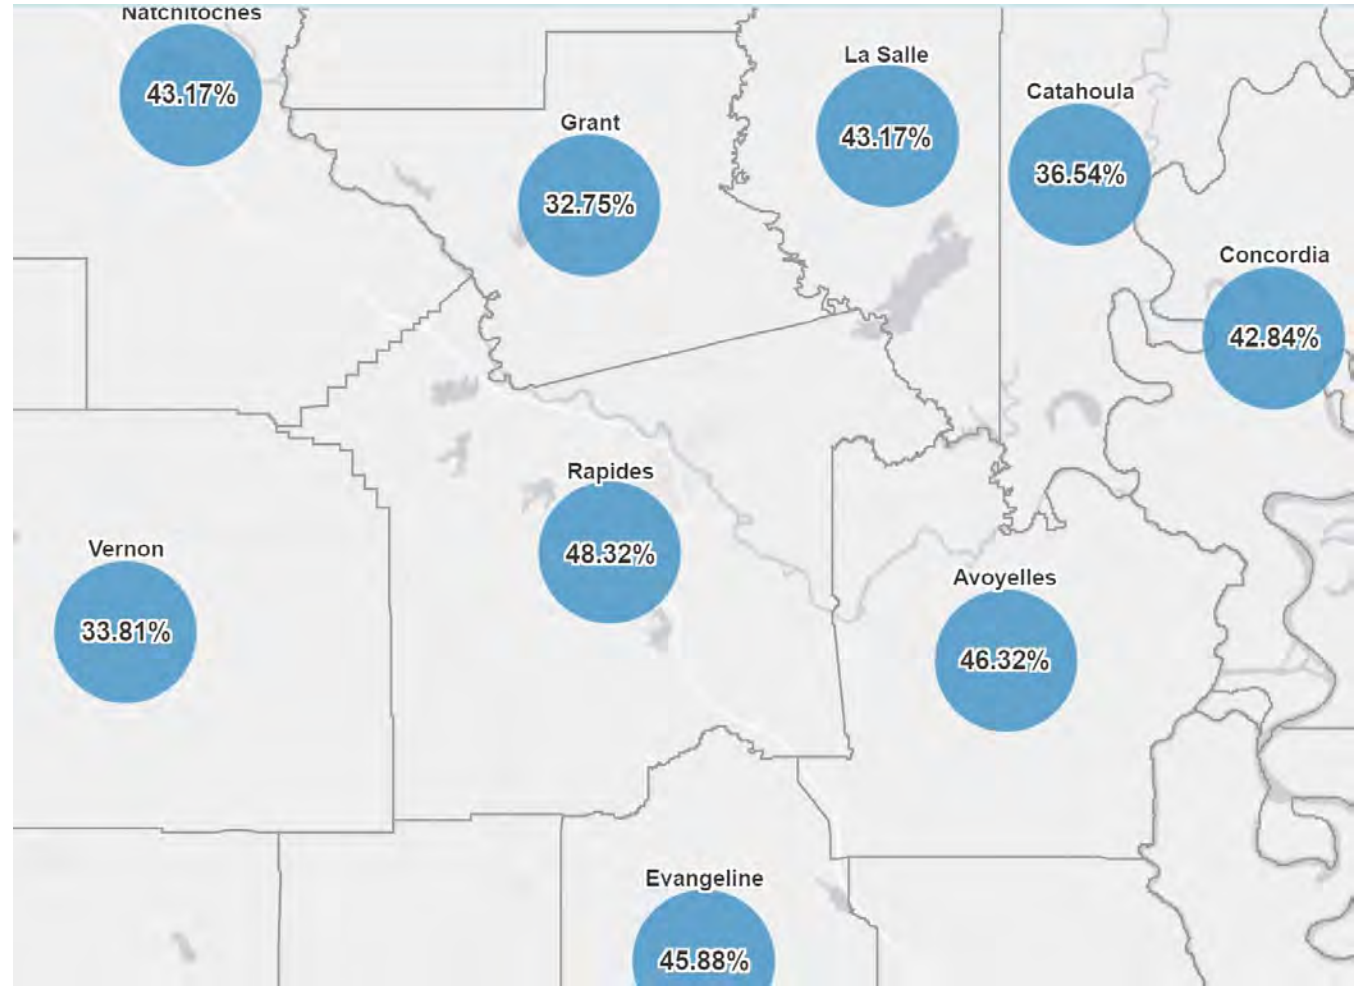 Natchitoches
43.17%
La Salle
43.17%
Catahoula
36.54%
Grant
32.75%
Concordia
42.84%
Rapides
48.32%
Vernon
33.81%
Avoyelles
46.32%
Evangeline
45.88%